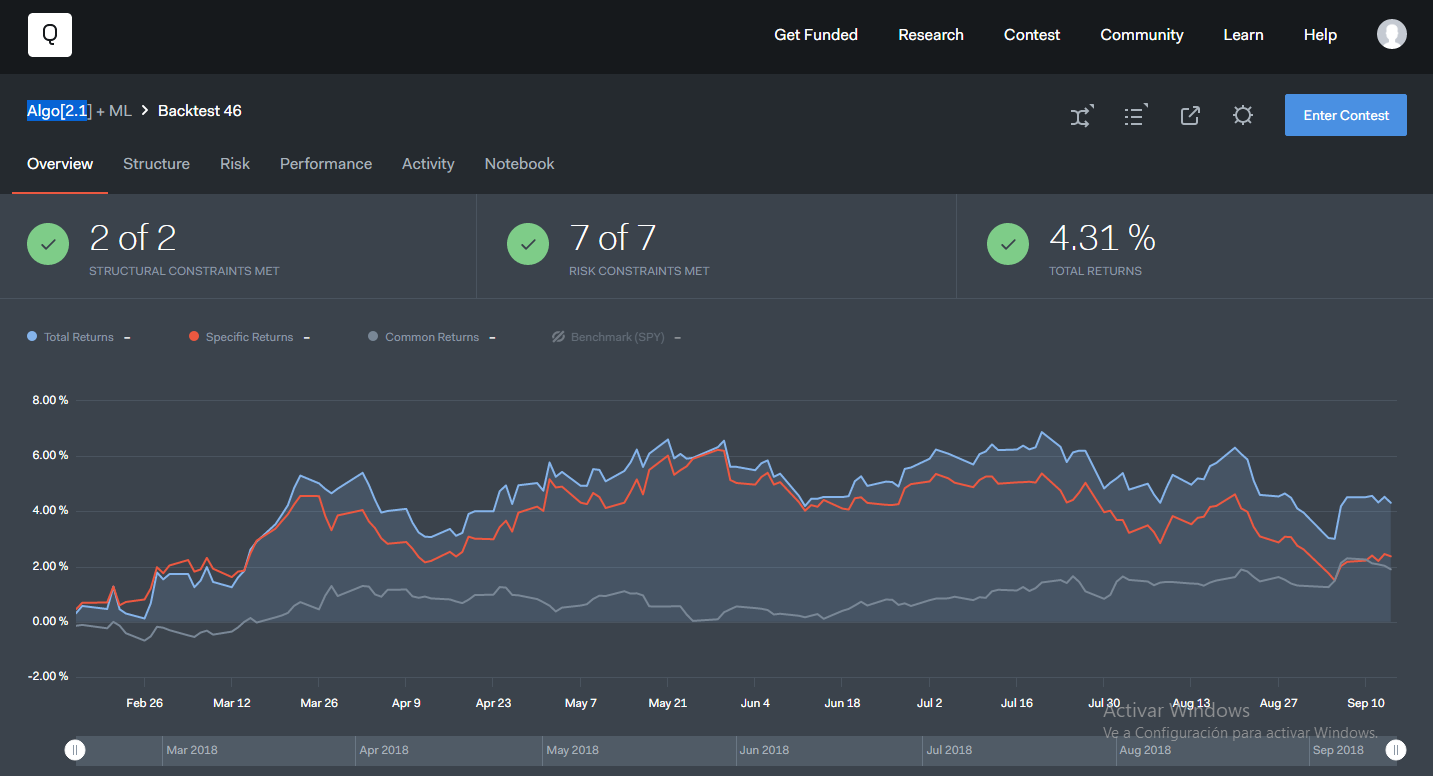 Q Get Funded Research Contest Community Learn Help
Algo[2.1] + ML > Backtest 46
Enter Contest
Overview Structure Risk Performance Activity Notebook
2 of 2
STRUCTURAL CONSTRAINTS MET
7 of 7
RISK CONSTRAINTS MET
4.31 %
TOTAL RETURNS
Total Returns – Specific Returns – Common Returns – Benchmark (SPY) –
8.00 %
6.00 %
4.00 %
2.00 %
0.00 %
-2.00 %
Feb 26 Mar 12 Mar 26 Apr 9 Apr 23 May 7 May 21 Jun 4 Jun 18 Jul 2 Jul 16 Jul 30 Aug 13 Aug 27 Sep 10
Activar Windows
Ve a Configuración para activar Windows.
Mar 2018 Apr 2018 May 2018 Jun 2018 Jul 2018 Aug 2018 Sep 2018